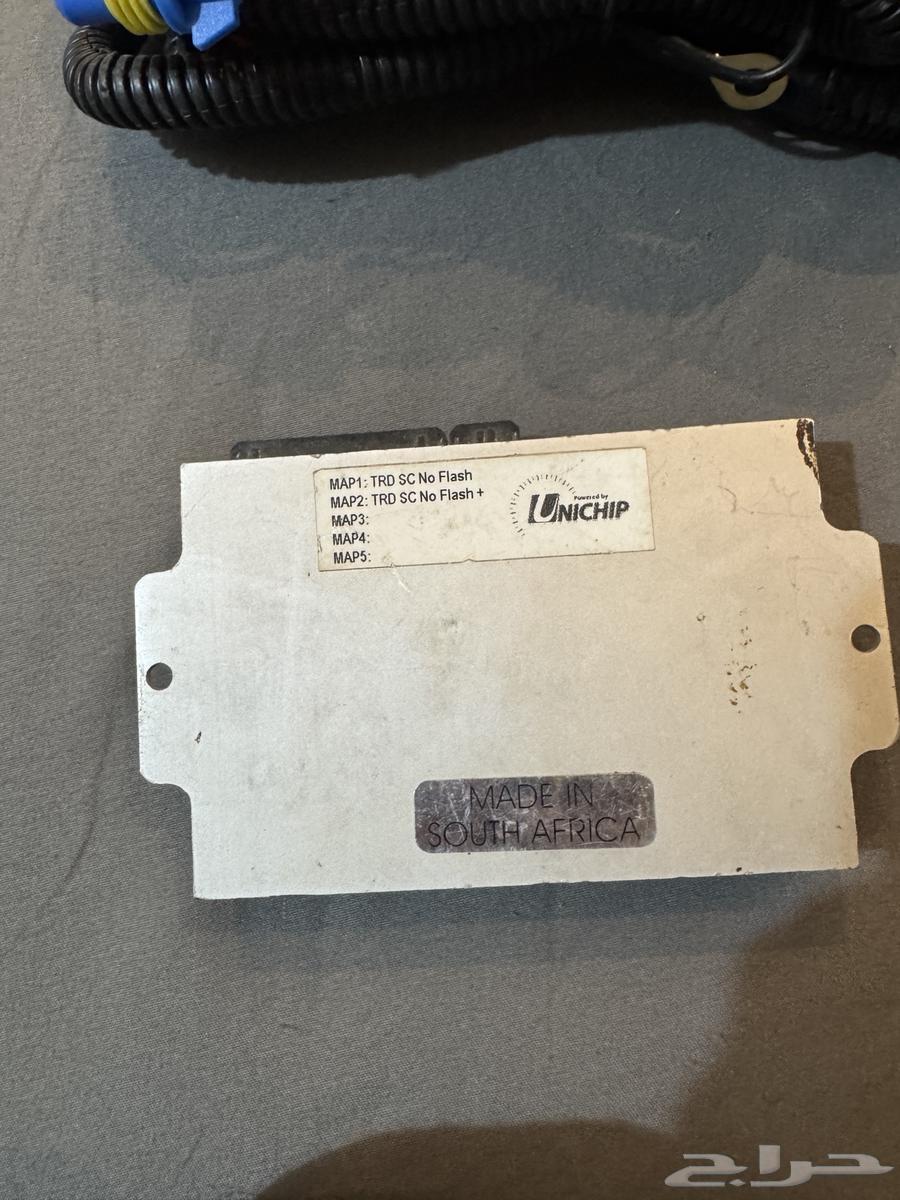 MAP1: TRD SC No Flash
MAP2: TRD SC No Flash +
MAP3:
MAP4:
MAP5:
Powered by
UNICHIP
MADE IN
SOUTH AFRICA
حراج